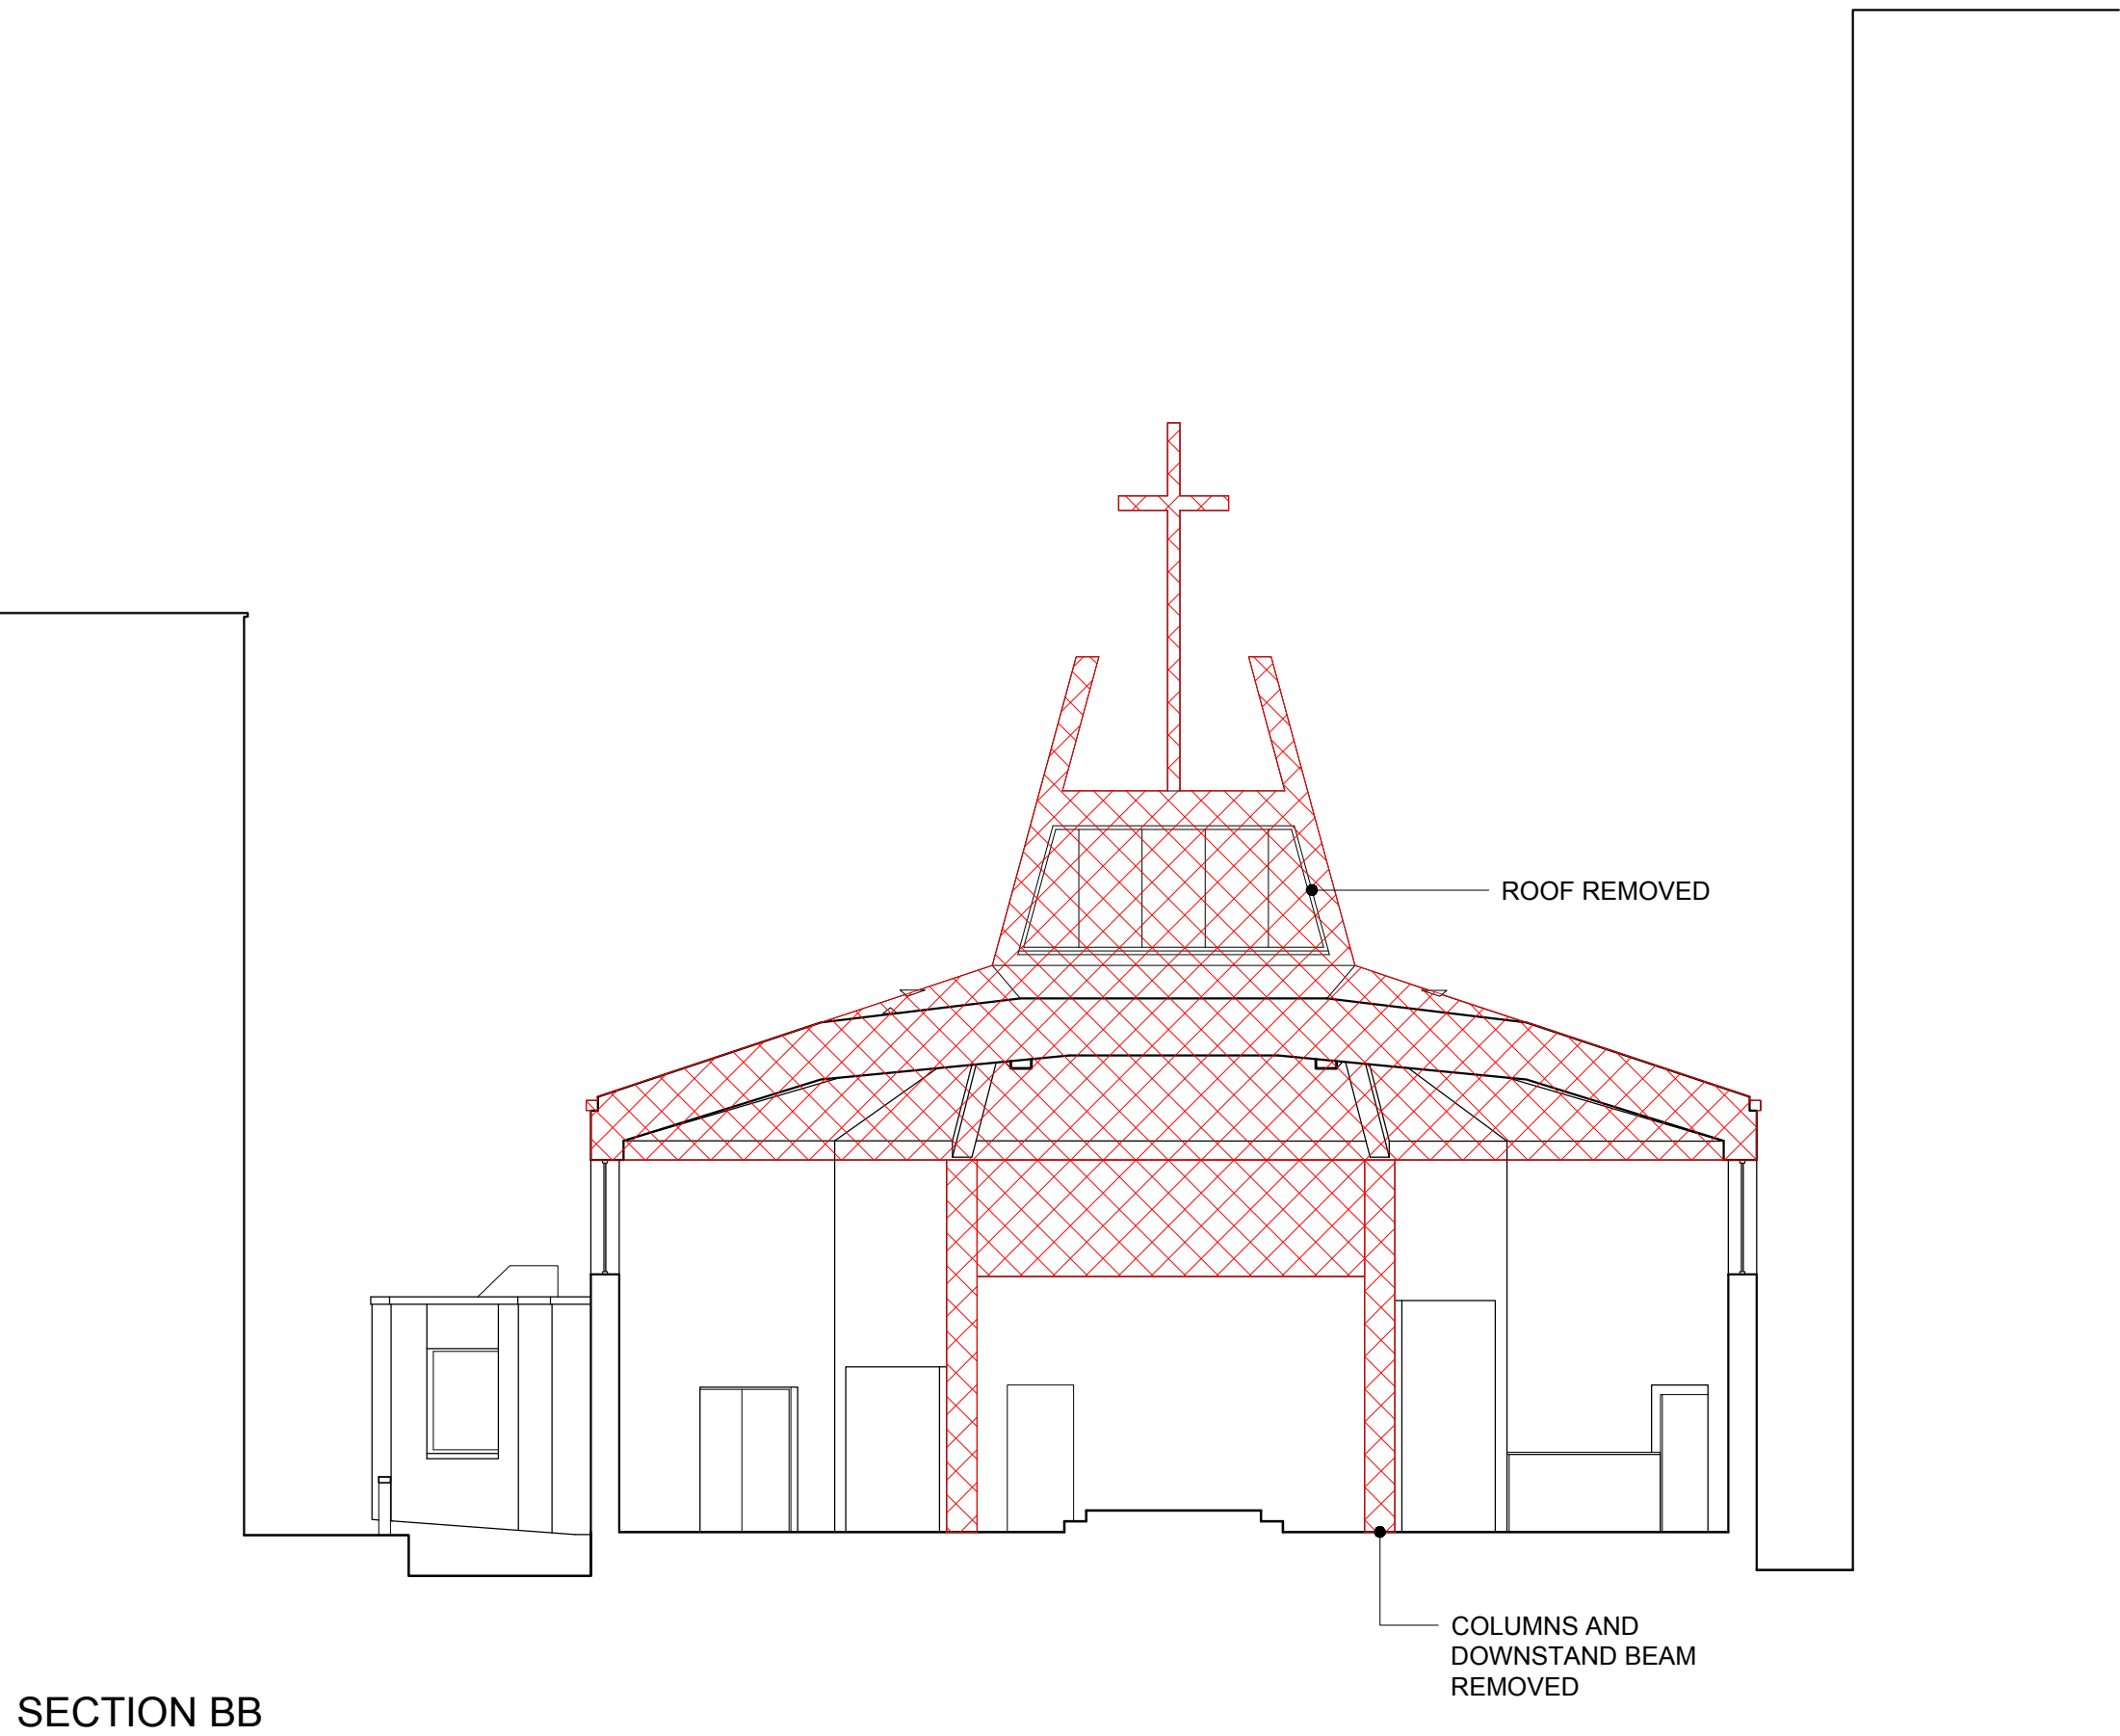 ROOF REMOVED
COLUMNS AND
DOWNSTAND BEAM
REMOVED
SECTION BB